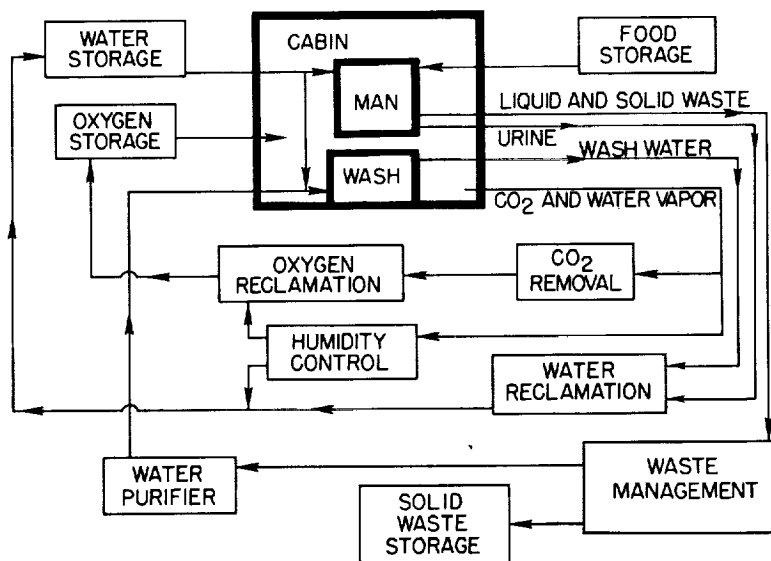 WATER
STORAGE
CABIN
FOOD
STORAGE
MAN
OXYGEN
STORAGE
LIQUID AND SOLID WASTE
URINE
WASH WATER
WASH
CO2 AND WATER VAPOR
OXYGEN
RECLAMATION
CO2
REMOVAL
HUMIDITY
CONTROL
WATER
RECLAMATION
WATER
PURIFIER
WASTE
MANAGEMENT
SOLID
WASTE
STORAGE